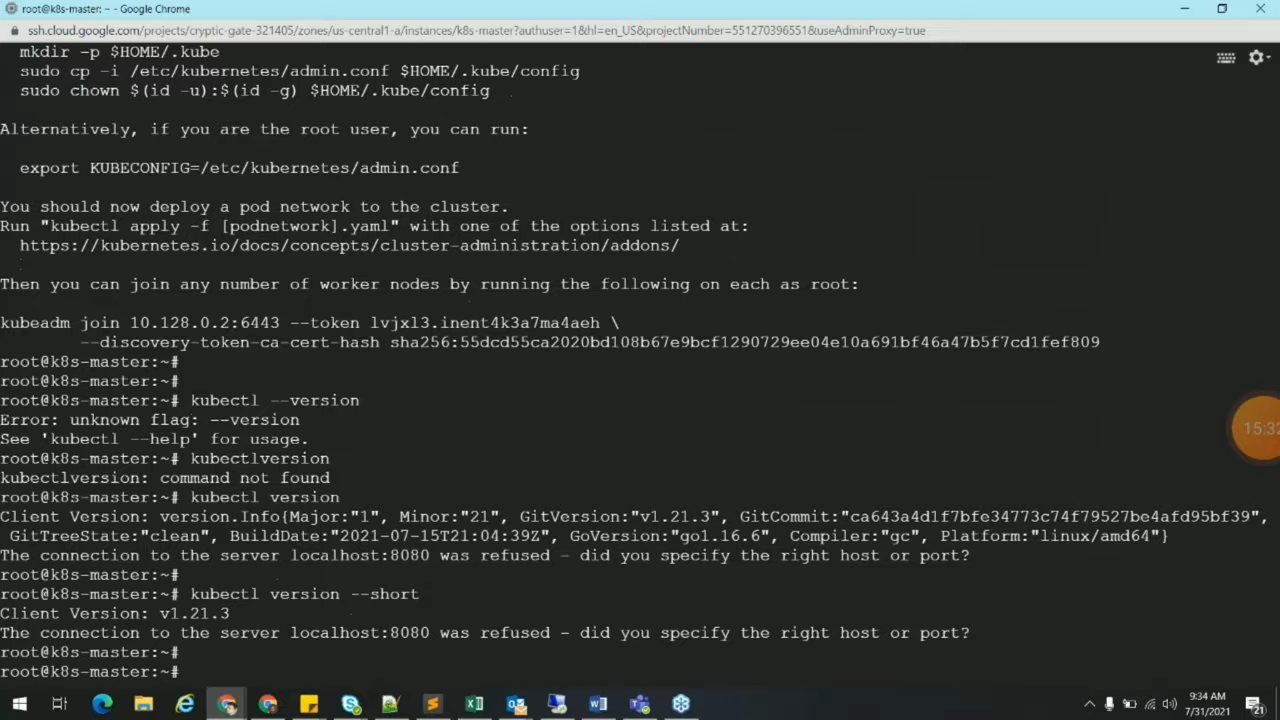 root@k8s-master: ~ - Google Chrome
ssh.cloud.google.com/projects/cryptic-gate-321405/zones/us-central1-a/instances/k8s-master?authuser=1&hl=en_US&projectNumber=551270396551&useAdminProxy=true
mkdir -p $HOME/.kube
sudo cp -i /etc/kubernetes/admin.conf $HOME/.kube/config
sudo chown $(id -u):$(id -g) $HOME/.kube/config
Alternatively, if you are the root user, you can run:
export KUBECONFIG=/etc/kubernetes/admin.conf
You should now deploy a pod network to the cluster.
Run "kubectl apply -f [podnetwork].yaml" with one of the options listed at:
https://kubernetes.io/docs/concepts/cluster-administration/addons/
Then you can join any number of worker nodes by running the following on each as root:
kubeadm join 10.128.0.2:6443 --token lvjxl3.inent4k3a7ma4aeh \
--discovery-token-ca-cert-hash sha256:55dcd55ca2020bd108b67e9bcf1290729ee04e10a691bf46a47b5f7cd1fef809
root@k8s-master:~#
root@k8s-master:~#
root@k8s-master:~# kubectl --version
Error: unknown flag: --version
See 'kubectl --help' for usage.
root@k8s-master:~# kubectlversion
kubectlversion: command not found
root@k8s-master:~# kubectl version
Client Version: version.Info{Major:"1", Minor:"21", GitVersion:"v1.21.3", GitCommit:"ca643a4d1f7bfe34773c74f79527be4afd95bf39",
GitTreeState:"clean", BuildDate:"2021-07-15T21:04:39Z", GoVersion:"go1.16.6", Compiler:"gc", Platform:"linux/amd64"}
The connection to the server localhost:8080 was refused - did you specify the right host or port?
root@k8s-master:~#
root@k8s-master:~# kubectl version --short
Client Version: v1.21.3
The connection to the server localhost:8080 was refused - did you specify the right host or port?
root@k8s-master:~#
root@k8s-master:~#
15:32
9:34 AM
7/31/2021
21